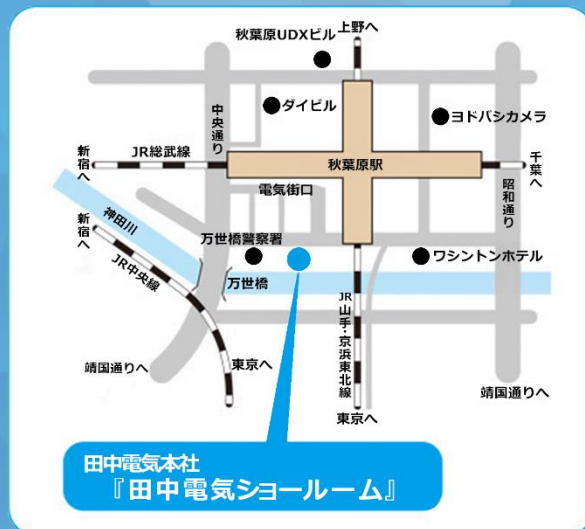 上野へ
秋葉原UDXビル
ダイビル
中央通り
ヨドバシカメラ
新宿へ
JR総武線
秋葉原駅
千葉へ
電気街口
昭和通り
新宿へ
神田川
万世橋警察署
ワシントンホテル
JR中央線
万世橋
JR山手・京浜東北線
靖国通りへ
東京へ
靖国通りへ
東京へ
田中電気本社
『田中電気ショールーム』